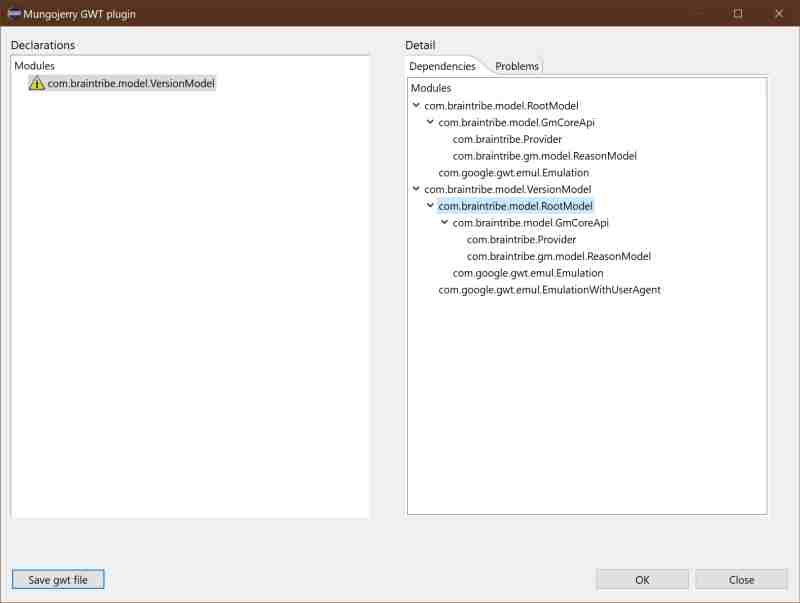 Mungojerry GWT plugin
Declarations
Modules
com.braintribe.model.VersionModel
Detail
Dependencies
Problems
Modules
com.braintribe.model.RootModel
com.braintribe.model.GmCoreApi
com.braintribe.Provider
com.braintribe.gm.model.ReasonModel
com.google.gwt.emul.Emulation
com.braintribe.model.VersionModel
com.braintribe.model.RootModel
com.braintribe.model.GmCoreApi
com.braintribe.Provider
com.braintribe.gm.model.ReasonModel
com.google.gwt.emul.Emulation
com.google.gwt.emul.EmulationWithUserAgent
Save gwt file
OK
Close